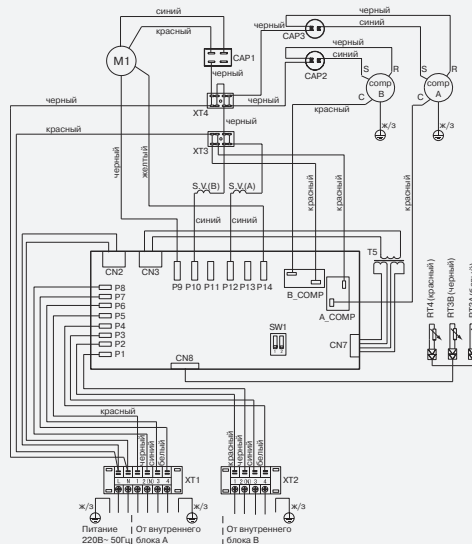 синий
красный
M1
CAP1
черный
черный
CAP3
черный
синий
черный
синий
CAP2
S
R
comp
B
C
красный
S
R
comp
A
C
ж/з
ж/з
черный
XT4
черный
красный
черный
XT3
черный
желтый
S.V.(B)
S.V.(A)
синий
синий
красный
красный
красный
CN2
CN3
P9
P10
P11
P12
P13
P14
B_COMP
A_COMP
T5
P8
P7
P6
P5
P4
P3
P2
P1
SW1
1 2
CN7
CN8
RT4 (красный)
RT3B (черный)
красный
черный
синий
белый
красный
черный
синий
белый
L N 1 2(N) 3 4
XT1
1 2(N) 3 4
XT2
ж/з
ж/з
ж/з
Питание
220В~ 50Гц
От внутреннего
блока А
От внутреннего
блока В